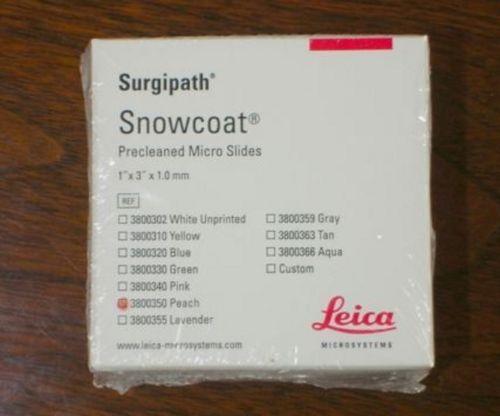 Surgipath®
Snowcoat®
Precleaned Micro Slides
1" x 3" x 1.0 mm
REF
3800302 White Unprinted
3800310 Yellow
3800320 Blue
3800330 Green
3800340 Pink
3800350 Peach
3800355 Lavender
3800359 Gray
3800363 Tan
3800366 Aqua
Custom
www.leica-microsystems.com
Leica
MICROSYSTEMS